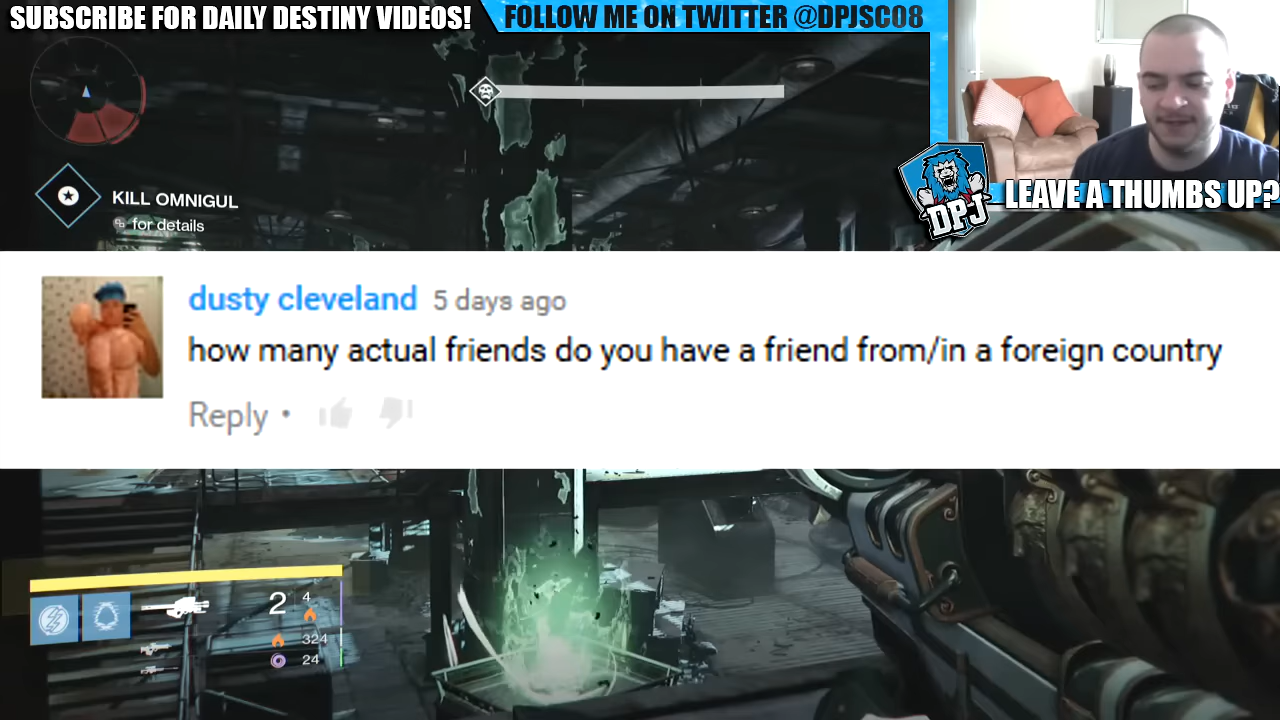 SUBSCRIBE FOR DAILY DESTINY VIDEOS!
FOLLOW ME ON TWITTER @DPJSC08
KILL OMNIGUL
for details
DPJ
LEAVE A THUMBS UP?
dusty cleveland 5 days ago
how many actual friends do you have a friend from/in a foreign country
Reply •
2 4
324
24